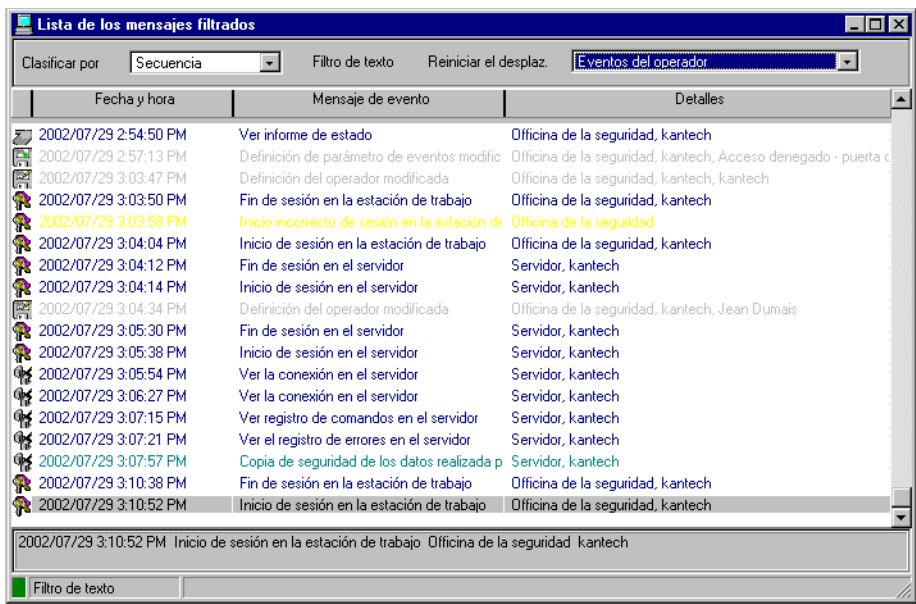 Lista de los mensajes filtrados
Clasificar por Secuencia Filtro de texto Reiniciar el desplaz. Eventos del operador
Fecha y hora Mensaje de evento Detalles
2002/07/29 2:54:50 PM Ver informe de estado Officina de la seguridad, kantech
2002/07/29 2:57:13 PM Definición de parámetro de eventos modific Officina de la seguridad, kantech, Acceso denegado - puerta c
2002/07/29 3:03:47 PM Definición del operador modificada Officina de la seguridad, kantech, kantech
2002/07/29 3:03:50 PM Fin de sesión en la estación de trabajo Officina de la seguridad, kantech
2002/07/29 3:03:58 PM Inicio incorrecto de sesión en la estación de Officina de la seguridad
2002/07/29 3:04:04 PM Inicio de sesión en la estación de trabajo Officina de la seguridad, kantech
2002/07/29 3:04:12 PM Fin de sesión en el servidor Servidor, kantech
2002/07/29 3:04:14 PM Inicio de sesión en el servidor Servidor, kantech
2002/07/29 3:04:34 PM Definición del operador modificada Officina de la seguridad, kantech, Jean Dumais
2002/07/29 3:05:30 PM Fin de sesión en el servidor Servidor, kantech
2002/07/29 3:05:38 PM Inicio de sesión en el servidor Servidor, kantech
2002/07/29 3:05:54 PM Ver la conexión en el servidor Servidor, kantech
2002/07/29 3:06:27 PM Ver la conexión en el servidor Servidor, kantech
2002/07/29 3:07:15 PM Ver registro de comandos en el servidor Servidor, kantech
2002/07/29 3:07:21 PM Ver el registro de errores en el servidor Servidor, kantech
2002/07/29 3:07:57 PM Copia de seguridad de los datos realizada p Servidor, kantech
2002/07/29 3:10:38 PM Fin de sesión en la estación de trabajo Officina de la seguridad, kantech
2002/07/29 3:10:52 PM Inicio de sesión en la estación de trabajo Officina de la seguridad, kantech
2002/07/29 3:10:52 PM Inicio de sesión en la estación de trabajo Officina de la seguridad kantech
Filtro de texto